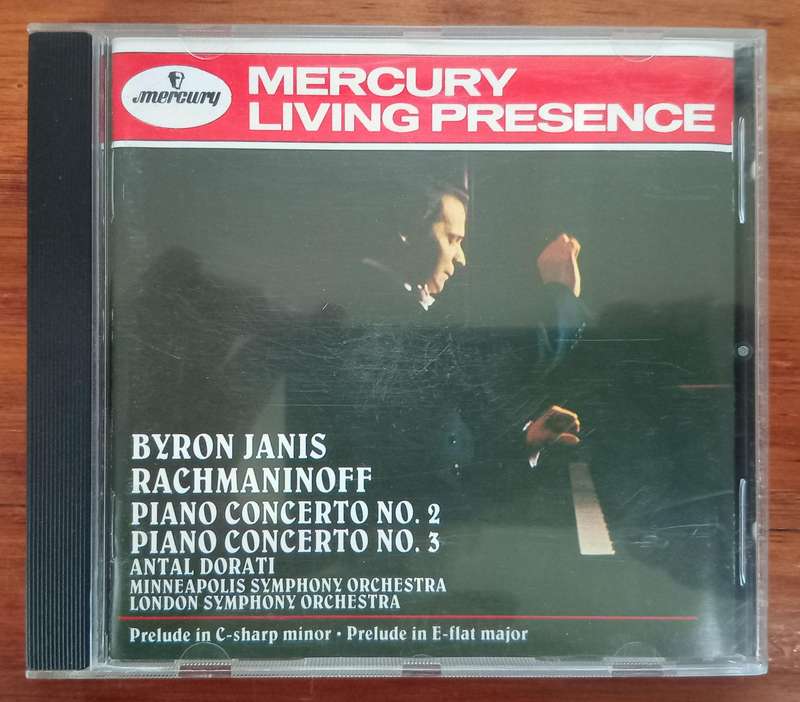 mercury
MERCURY
LIVING PRESENCE
BYRON JANIS
RACHMANINOFF
PIANO CONCERTO NO. 2
PIANO CONCERTO NO. 3
ANTAL DORATI
MINNEAPOLIS SYMPHONY ORCHESTRA
LONDON SYMPHONY ORCHESTRA
Prelude in C-sharp minor · Prelude in E-flat major